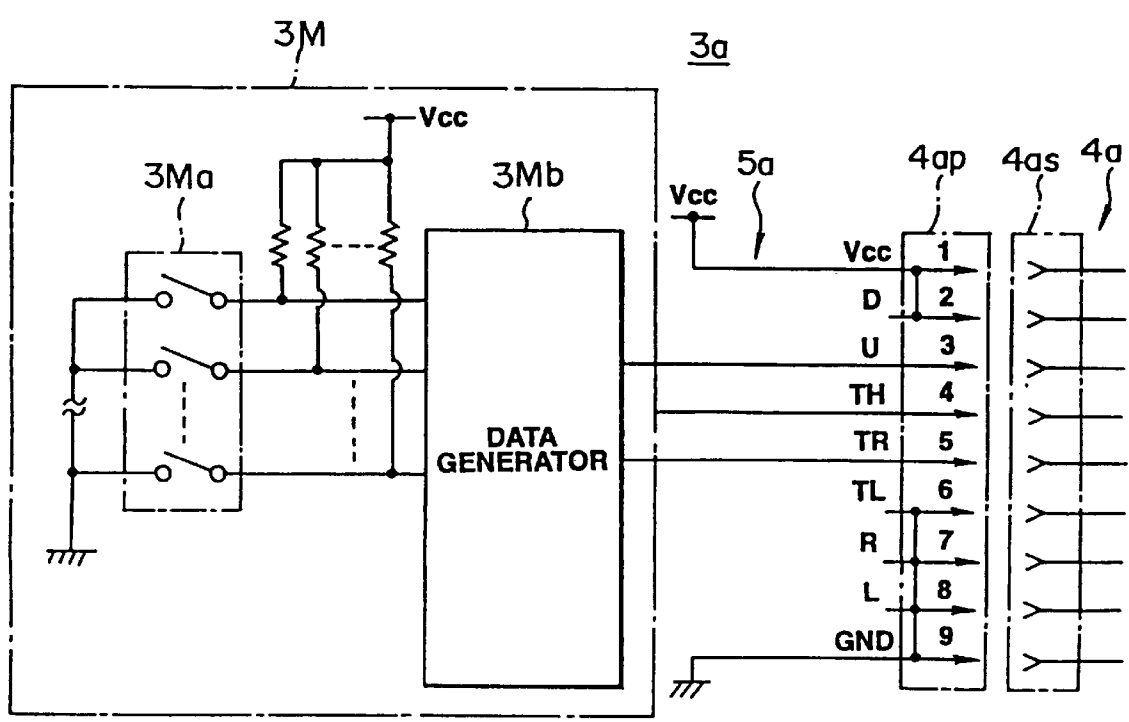 3M
3a
Vcc
3Ma
3Mb
5a
4ap
4as
4a
Vcc
Vcc 1
D 2
U 3
TH 4
DATA
GENERATOR
TR 5
TL 6
R 7
L 8
GND 9